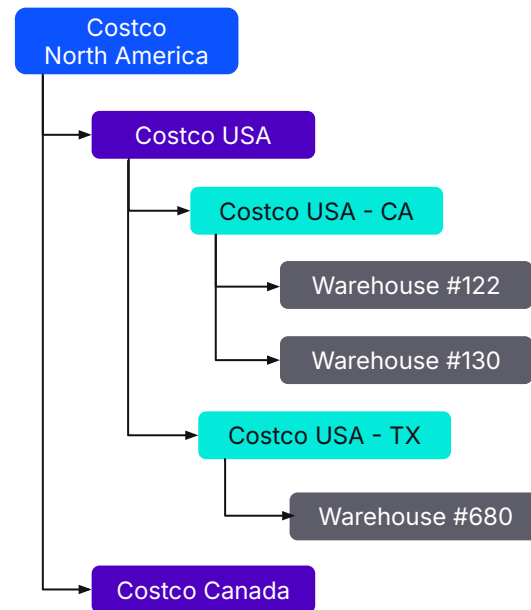 Costco
North America
Costco USA
Costco USA - CA
Warehouse #122
Warehouse #130
Costco USA - TX
Warehouse #680
Costco Canada